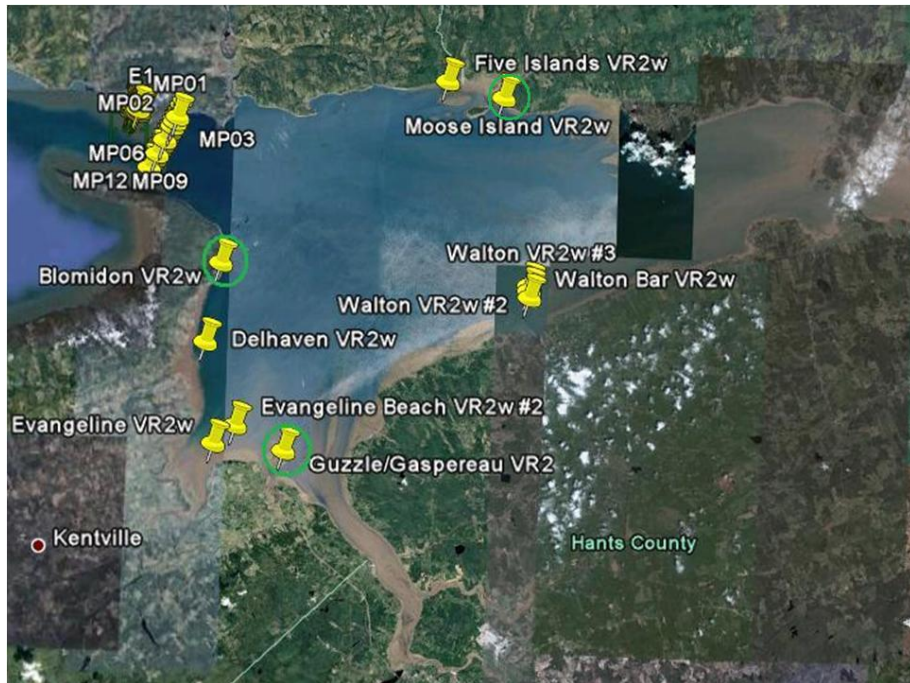 Five Islands VR2w
E1
MP01
MP02
Moose Island VR2w
MP03
MP06
MP12
MP09
Walton VR2w #3
Blomidon VR2w
Walton Bar VR2w
Walton VR2w #2
Delhaven VR2w
Evangeline Beach VR2w #2
Evangeline VR2w
Guzzle/Gaspereau VR2
Kentville
Hants County